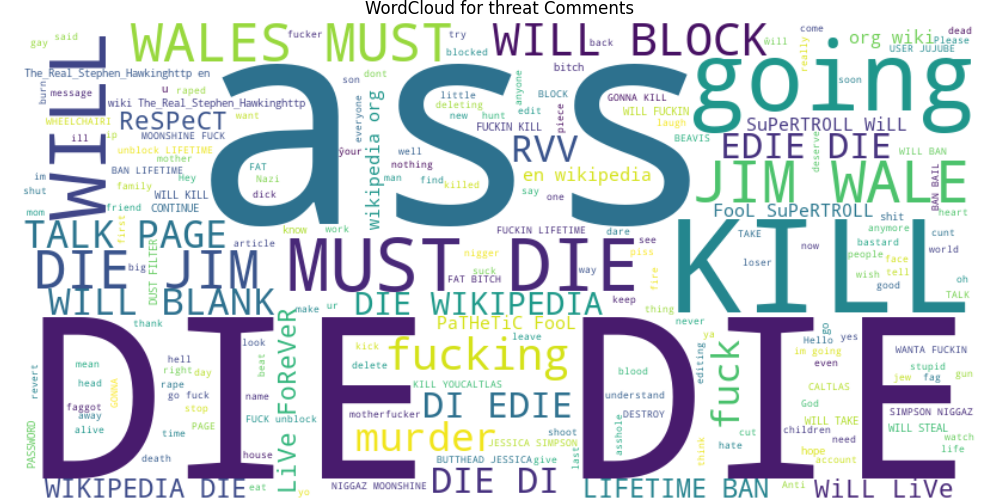 WordCloud for threat Comments
gay said
WALES MUST
fucker
try
blocked
WILL BLOCK
back
will
come
really
org wiki
dead
please
USER JUJUBE
The_Real_Stephen_Hawkinghttp en
burn
message
u
raped
wiki The_Real_Stephen_Hawkinghttp
want
WILL
ass
going
son
dont
everyone
little
deleting
new
hunt
edit
anyone
bitch
BLOCK
piece
GONNA KILL
WILL FUCKIN
laugh
soon
WHEELCHAIRI
ReSPeCT
FUCKIN KILL
BEAVIS
SuPeRTROLL WiLL
ill
ip
MOONSHINE FUCK
unblock LIFETIME
mother
your
Wikipedia org
well
nothing
RVV
EDIE DIE
deserve
WILL BAN
BAN LIFETIME
FAT
Nazi
im
shut
Hey
family
man
find
killed
en wikipedia
JIM WALE
BAN BAIL
WILL KILL
dick
say
one
mom
friend
CONTINUE
FooL SuPeRTROLL
heart
shit
anymore
cunt
first
know
work
FUCKIN LIFETIME
dare
TALK PAGE
article
MUST DIE
nigger
see
piss
TAKE
loser
now
bastard
people
face
world
DIE JIM
big
DUST FILTER
suck
FAT BITCH
way
fire
KILL
wish
tell
good
oh
TALK
WILL BLANK
make
ur
DIE WIKIPEDIA
keep
thing
never
DIE DIE
thank
LiVe FoReVeR
PaTHeTiC FooL
leave
ya
go
Hello
yes
revert
mean
hell
right
day
look
beat
kick
delete
fucking
editing
im going
even
WANTA FUCKIN
stupid
jew
fag
gun
head
rape
go fuck
name
KILL YOUCALTLAS
blood
fuck
CALTLAS
God
faggot
away
alive
GONNA
stop
PAGE
FUCK
unblock
motherfucker
DI EDIE
understand
DESTROY
WILL TAKE
children
SIMPSON NIGGAZ
WILL STEAL
time
murder
JESSICA SIMPSON
shoot
asshole
cut
hate
need
watch
life
PASSWORD
death
house
BUTTHEAD JESSICA
give
last
think
hope
account
WIKIPEDIA DIE
eat
yo
NIGGAZ MOONSHINE
DIE DI
LIFETIME BAN
Anti
WiLL LiVe